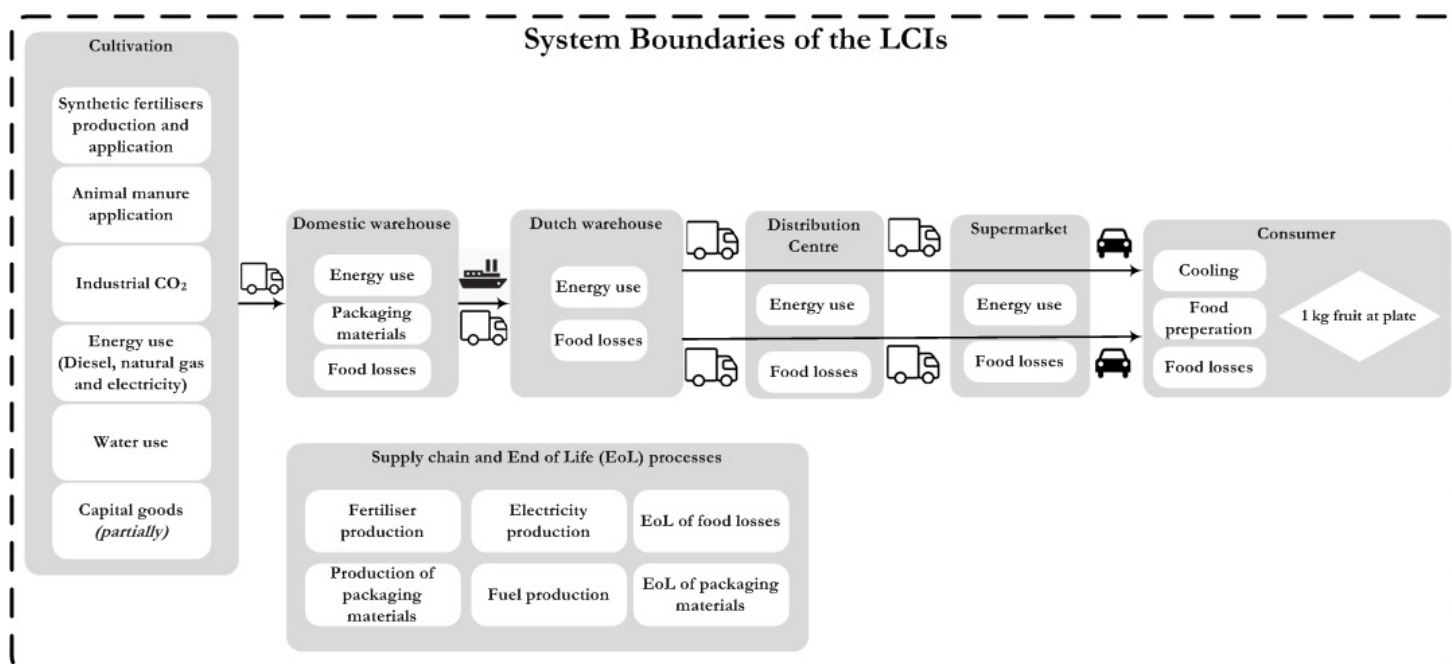 System Boundaries of the LCIs
Cultivation
Synthetic fertilisers
production and
application
Animal manure
application
Industrial CO₂
Energy use
(Diesel, natural gas
and electricity)
Water use
Capital goods
(partially)
Domestic warehouse
Energy use
Packaging
materials
Food losses
Dutch warehouse
Energy use
Food losses
Distribution
Centre
Energy use
Food losses
Supermarket
Energy use
Food losses
Consumer
Cooling
Food
preperation
Food losses
1 kg fruit at plate
Supply chain and End of Life (EoL) processes
Fertiliser
production
Electricity
production
EoL of food losses
Production of
packaging
materials
Fuel production
EoL of packaging
materials